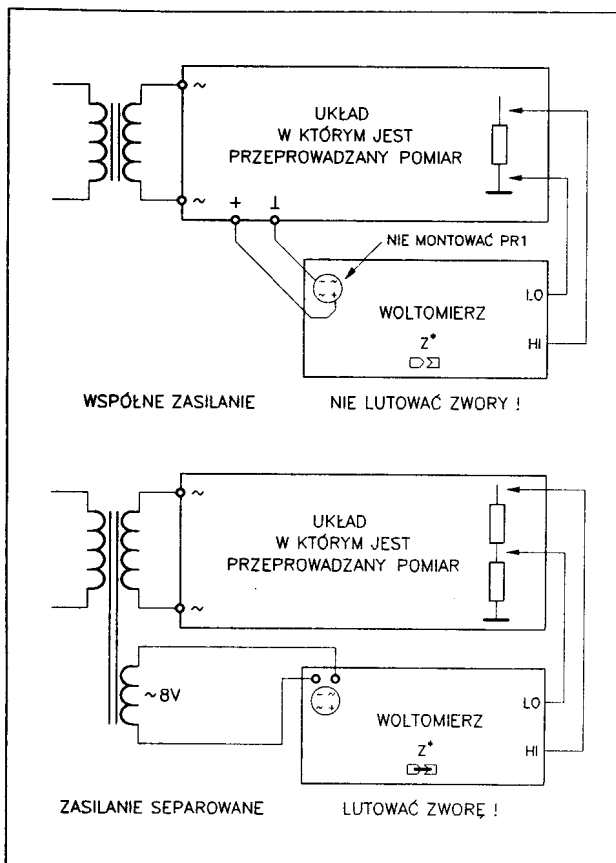 ~
UKŁAD
W KTÓRYM JEST
PRZEPROWADZANY POMIAR
~
+ ⊥
NIE MONTOWAĆ PR1
- ~
~ +
LO
WOLTOMIERZ
Z*
HI
WSPÓLNE ZASILANIE
NIE LUTOWAĆ ZWORY !
~
UKŁAD
W KTÓRYM JEST
PRZEPROWADZANY POMIAR
~
~8V
- ~
~ +
LO
WOLTOMIERZ
Z*
HI
ZASILANIE SEPAROWANE
LUTOWAĆ ZWORĘ !